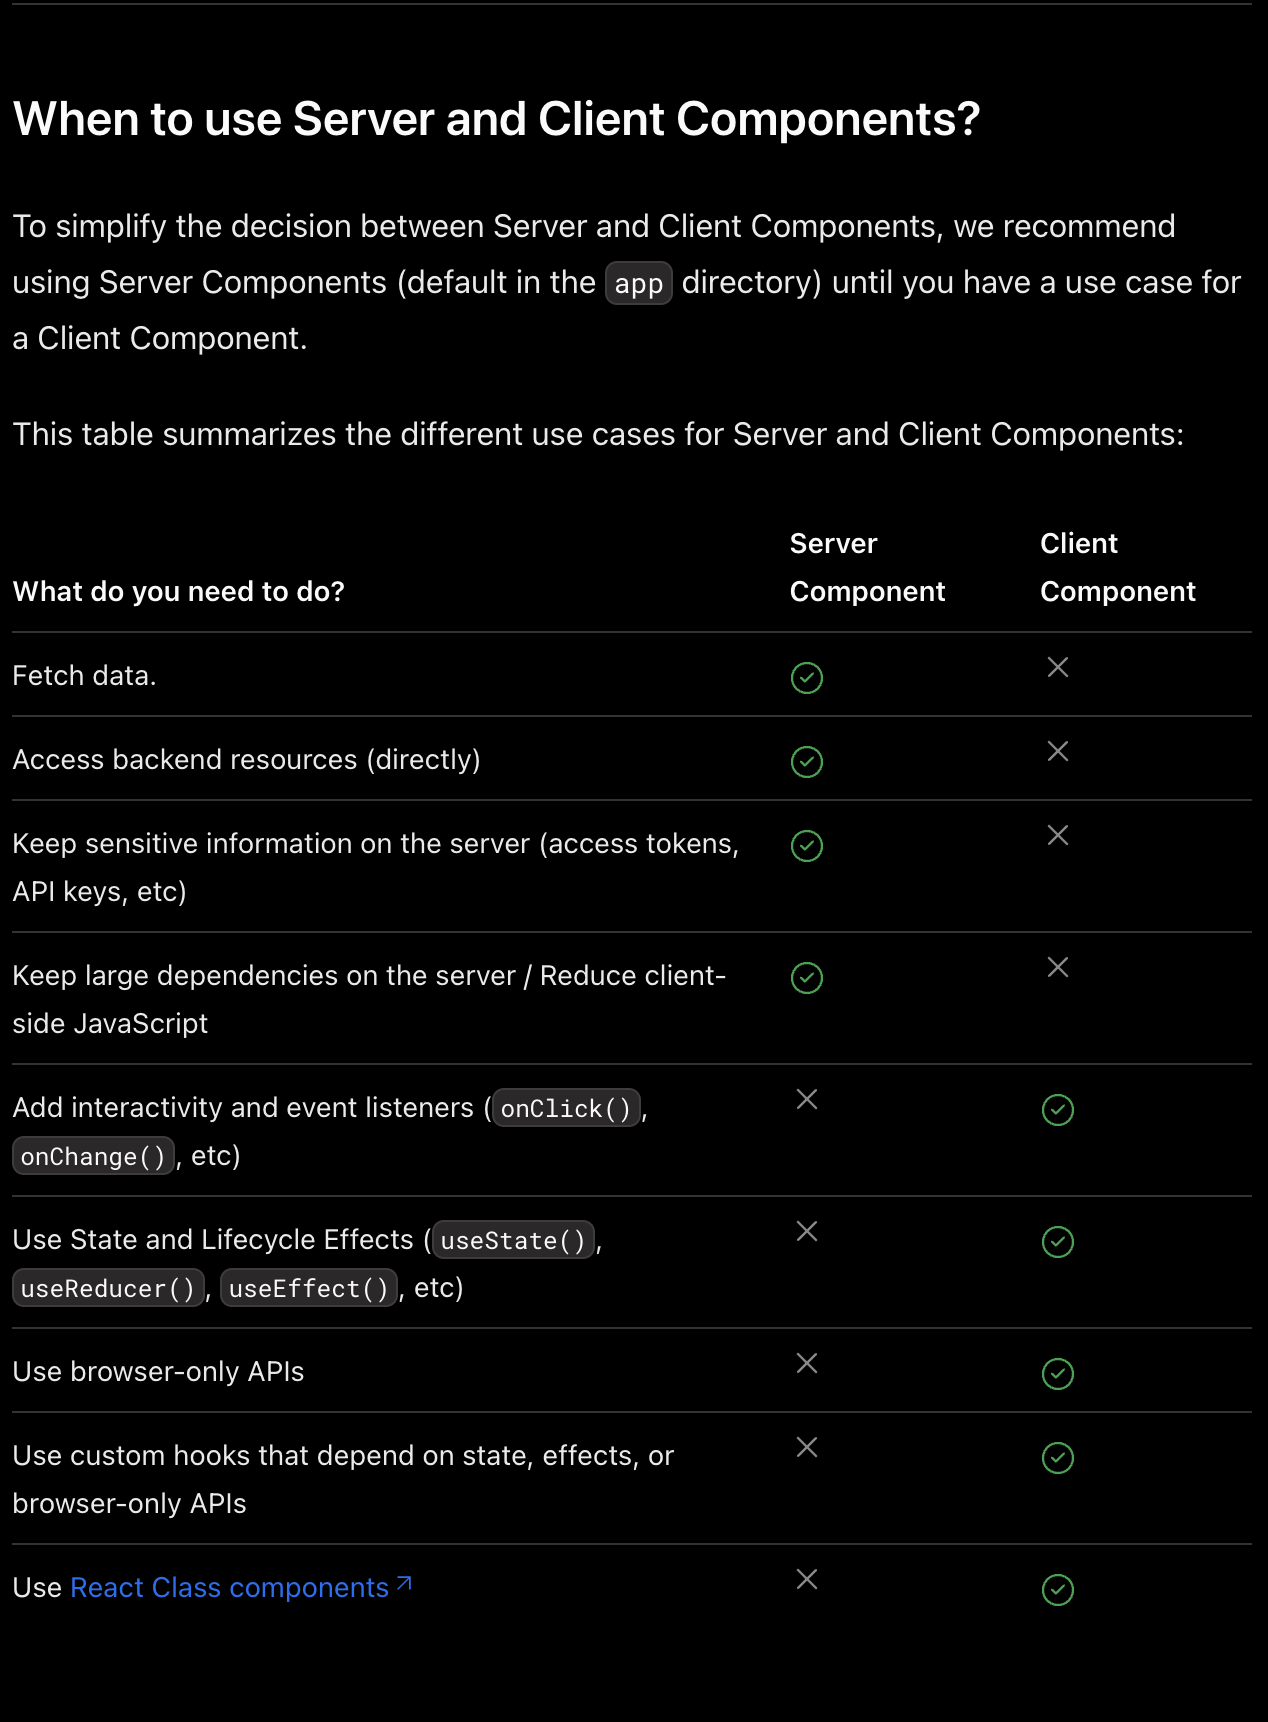 When to use Server and Client Components?
To simplify the decision between Server and Client Components, we recommend
using Server Components (default in the app directory) until you have a use case for
a Client Component.
This table summarizes the different use cases for Server and Client Components:
What do you need to do?
Server
Component
Client
Component
Fetch data.
Access backend resources (directly)
Keep sensitive information on the server (access tokens,
API keys, etc)
Keep large dependencies on the server / Reduce client-
side JavaScript
Add interactivity and event listeners (onClick(),
onChange(), etc)
Use State and Lifecycle Effects (useState(),
useReducer(), useEffect(), etc)
Use browser-only APIs
Use custom hooks that depend on state, effects, or
browser-only APIs
Use React Class components